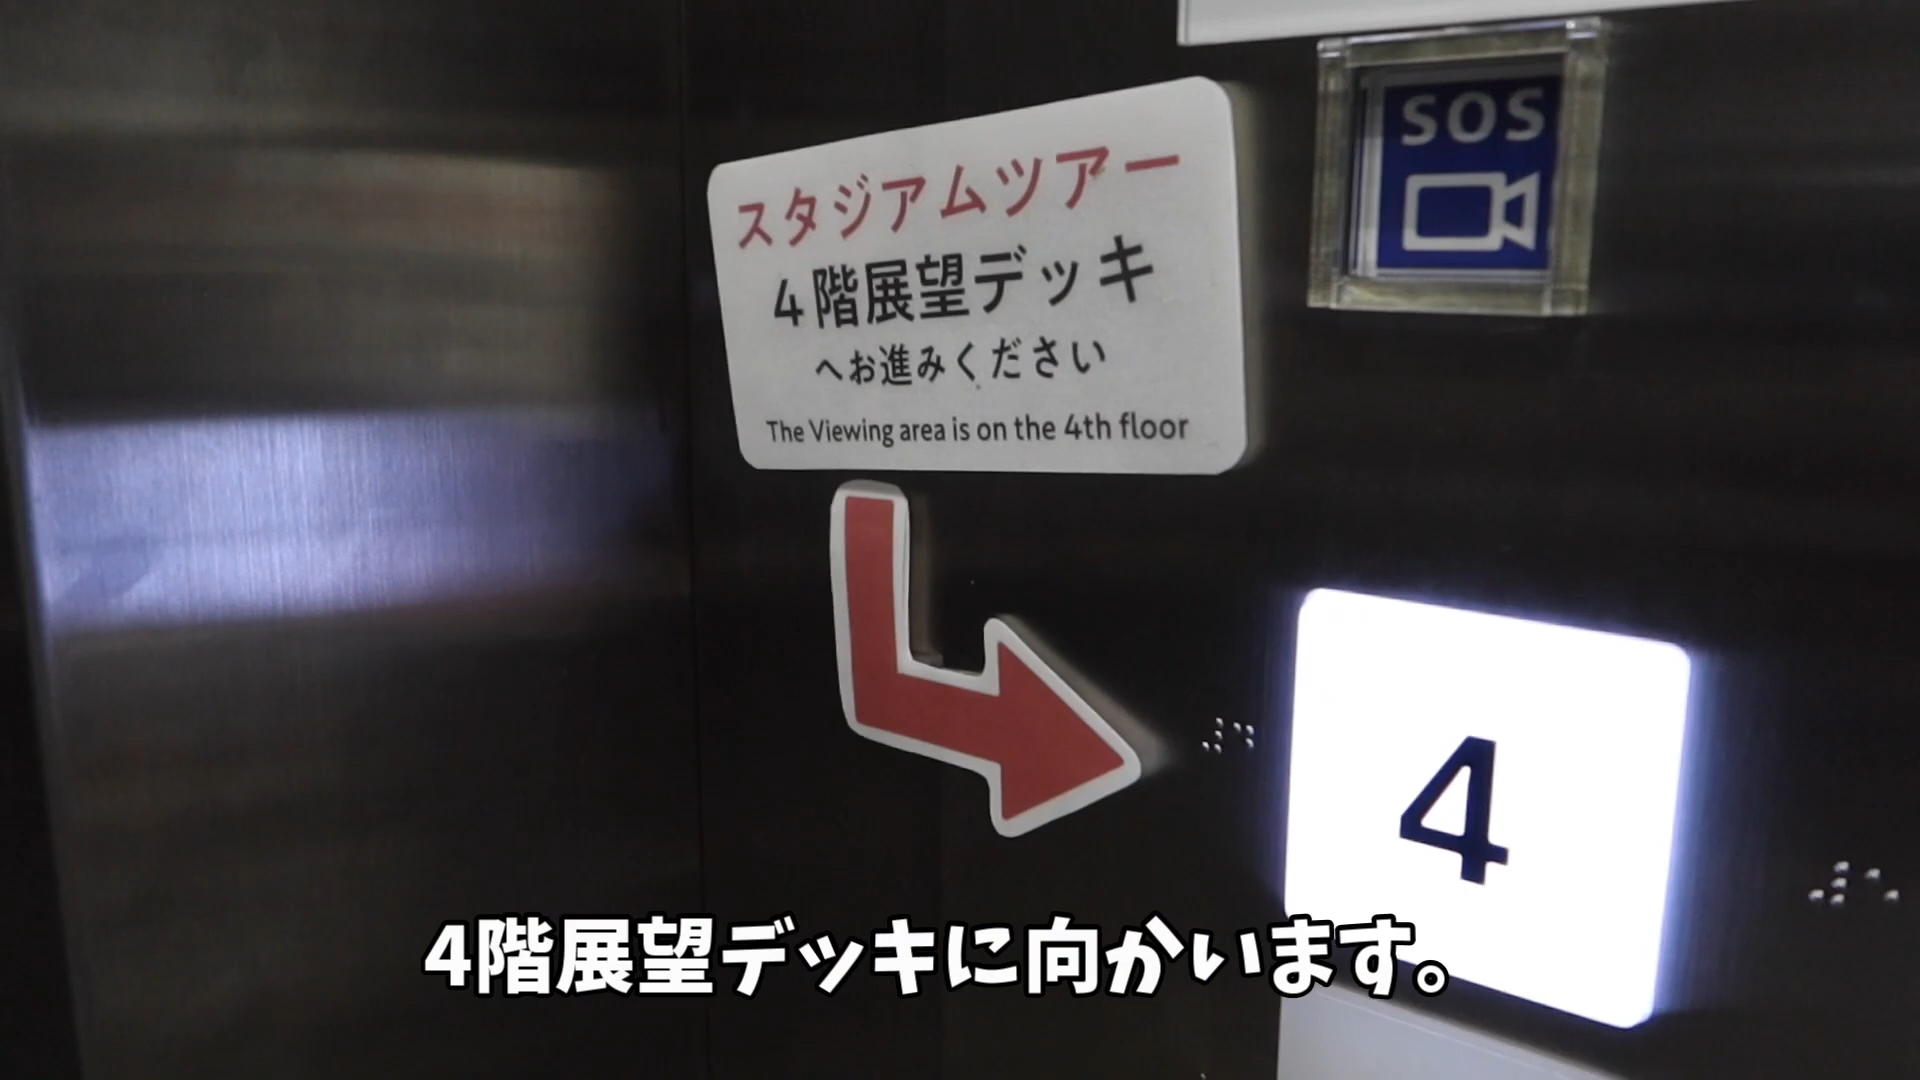 SOS
スタジアムツアー
4階展望デッキ
へお進みください
The Viewing area is on the 4th floor
4
4階展望デッキに向かいます。